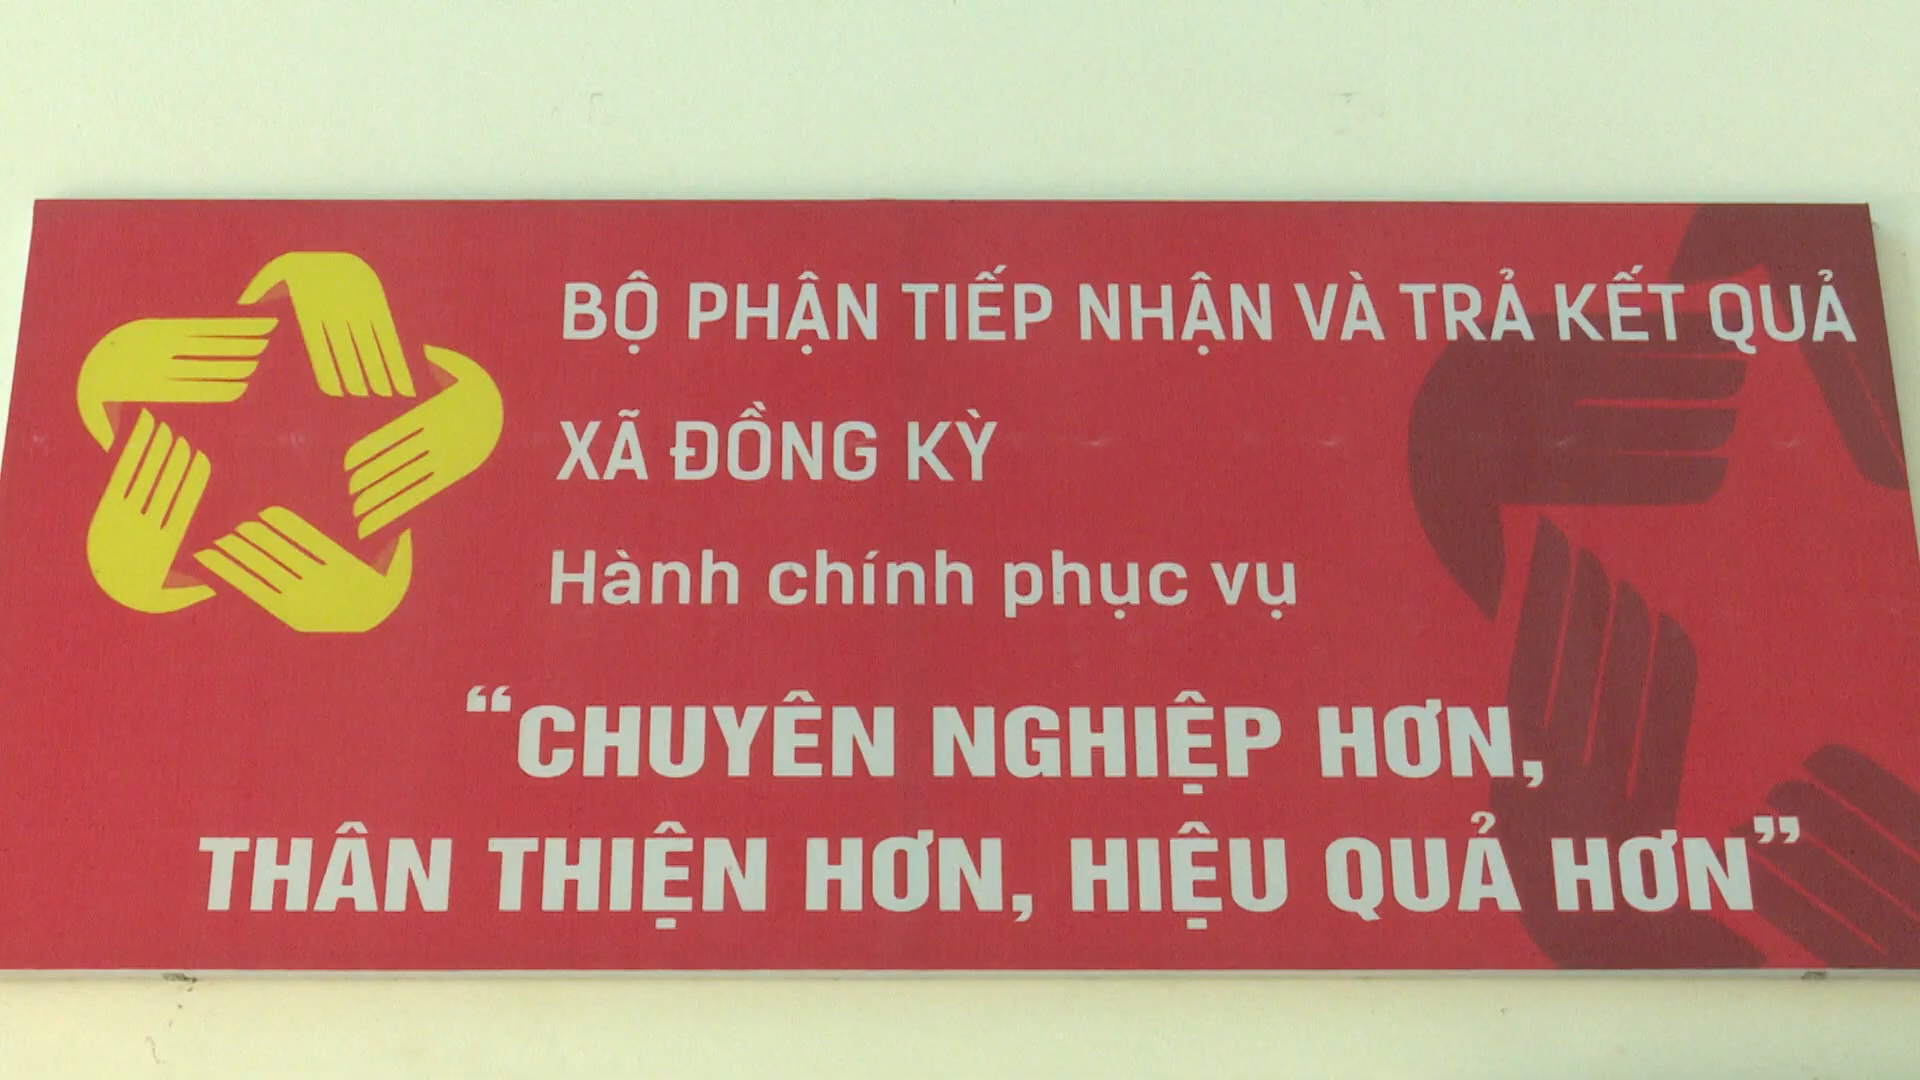 BỘ PHẬN TIẾP NHẬN VÀ TRẢ KẾT QUẢ
XÃ ĐỒNG KỲ
Hành chính phục vụ
“CHUYÊN NGHIỆP HƠN,
THÂN THIỆN HƠN, HIỆU QUẢ HƠN”